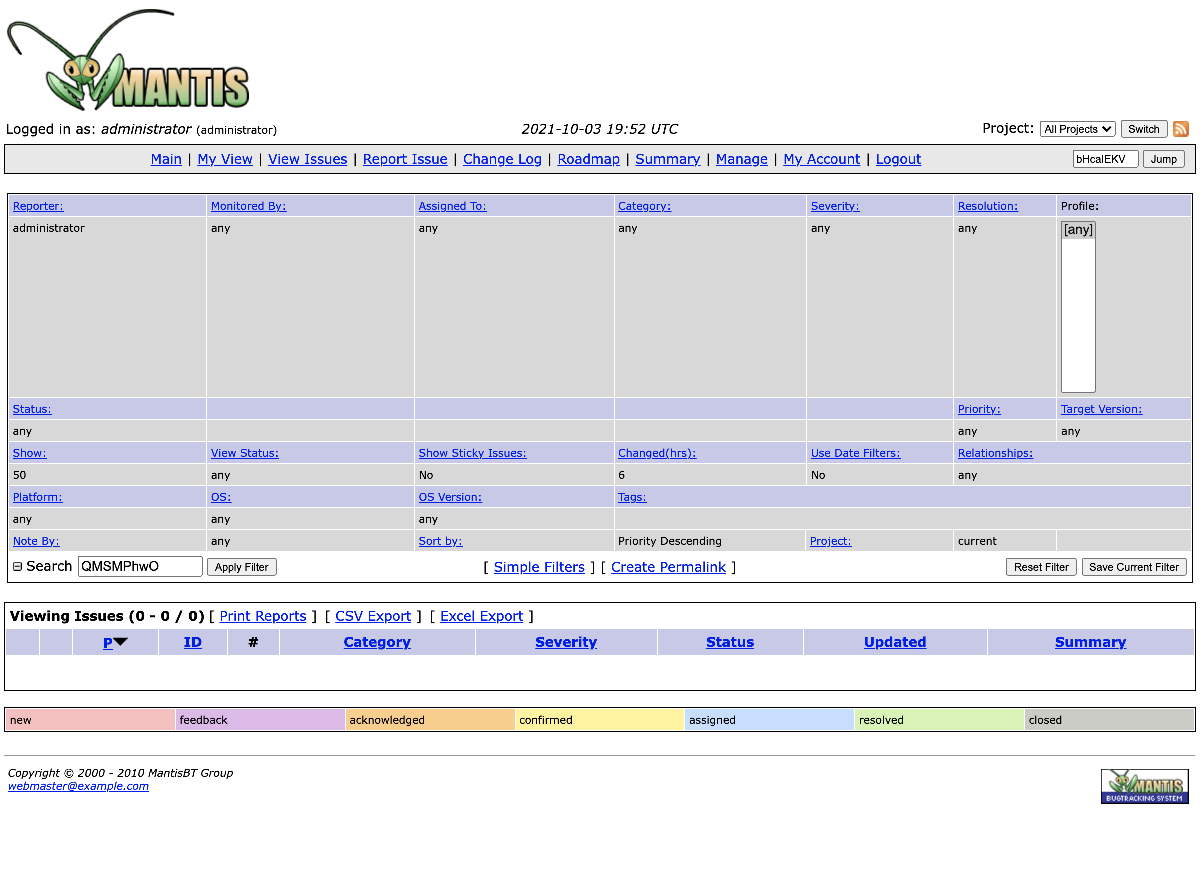 MANTIS
Logged in as: administrator (administrator) 2021-10-03 19:52 UTC Project: All Projects Switch
Main | My View | View Issues | Report Issue | Change Log | Roadmap | Summary | Manage | My Account | Logout bHcalEKV Jump
Reporter: Monitored By: Assigned To: Category: Severity: Resolution: Profile:
administrator any any any any any [any]
Status: Priority: Target Version:
any any any
Show: View Status: Show Sticky Issues: Changed(hrs): Use Date Filters: Relationships:
50 any No 6 No any
Platform: OS: OS Version: Tags:
any any any
Note By: any Sort by: Priority Descending Project: current
Search QMSMPhwO Apply Filter [ Simple Filters ] [ Create Permalink ] Reset Filter Save Current Filter
Viewing Issues (0 - 0 / 0) [ Print Reports ] [ CSV Export ] [ Excel Export ]
P ID # Category Severity Status Updated Summary
new feedback acknowledged confirmed assigned resolved closed
Copyright © 2000 - 2010 MantisBT Group
webmaster@example.com
MANTIS
BUGTRACKING SYSTEM